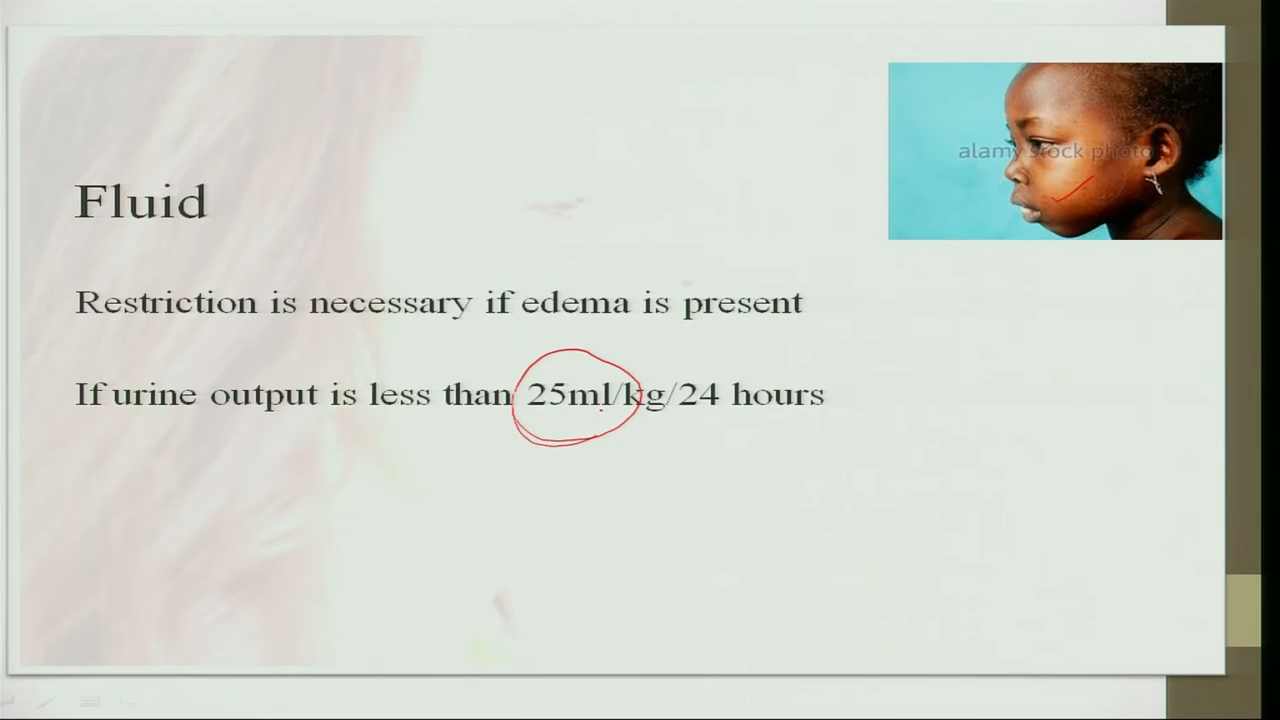 alamy stock photo
Fluid
Restriction is necessary if edema is present
If urine output is less than 25ml/kg/24 hours